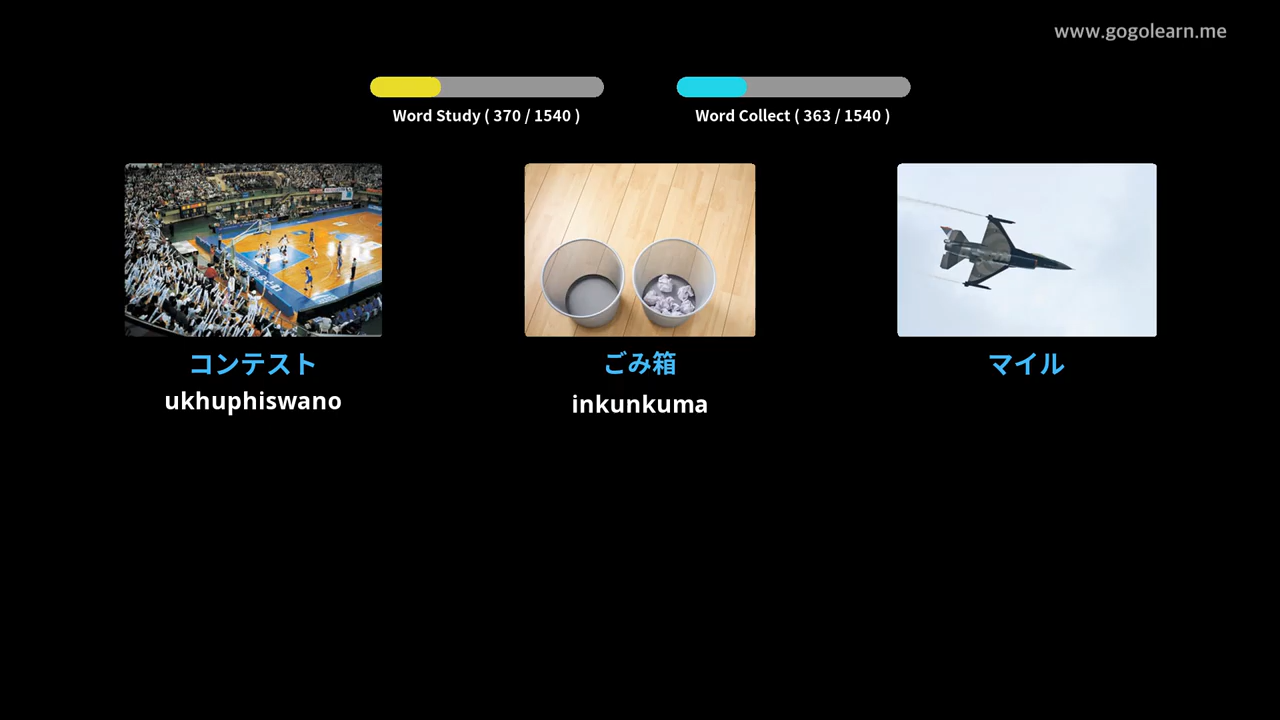 www.gogolearn.me
Word Study ( 370 / 1540 )
Word Collect ( 363 / 1540 )
コンテスト
ごみ箱
マイル
ukhuphiswano
inkunkuma